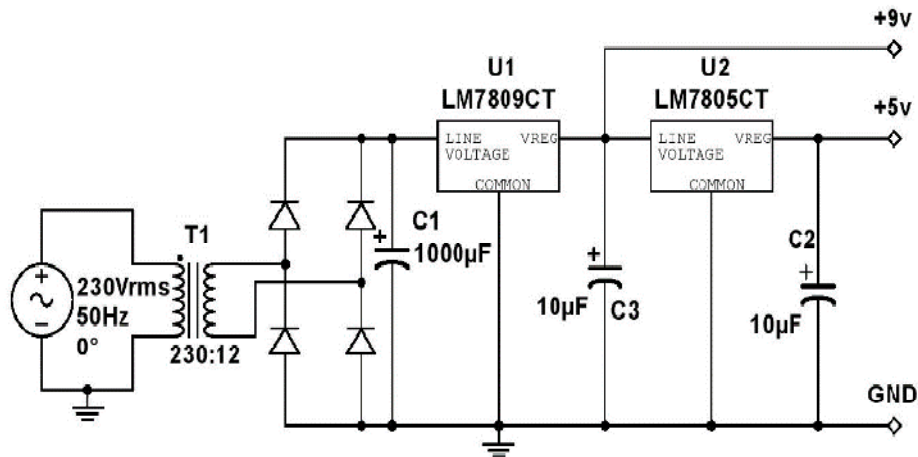 +9v
U1
LM7809CT
U2
LM7805CT
+5v
LINE VREG
VOLTAGE
COMMON
LINE VREG
VOLTAGE
COMMON
T1
C1
1000µF
+
230Vrms
50Hz
0°
+
−
230:12
+
10µF
C3
C2
+
10µF
GND